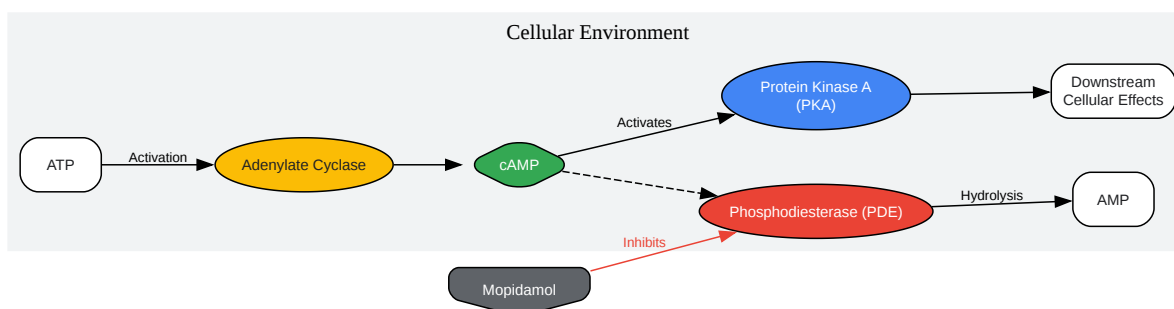 Cellular Environment
ATP
Activation
Adenylate Cyclase
cAMP
Activates
Protein Kinase A
(PKA)
Downstream
Cellular Effects
Phosphodiesterase (PDE)
Hydrolysis
AMP
Inhibits
Mopidamol